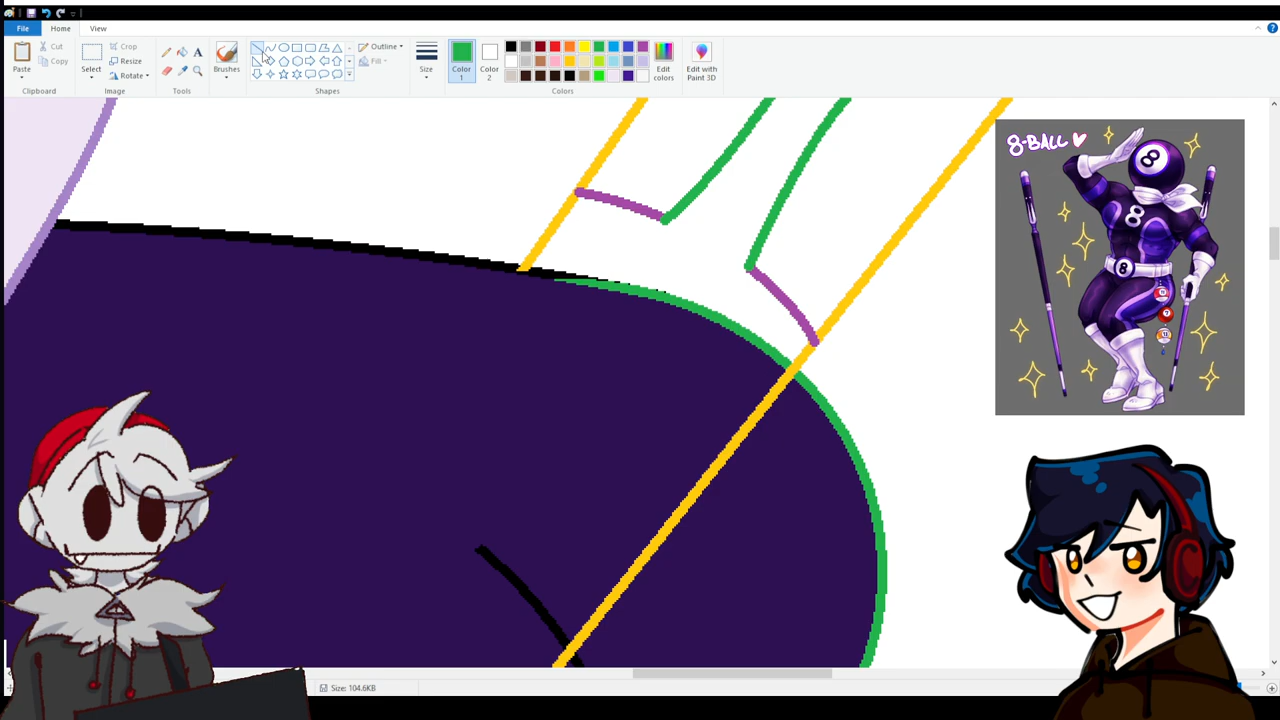 File Home View
Paste
Cut
Copy
Clipboard
Select
Crop
Resize
Rotate
Image
A
Tools
Brushes
Outline
Fill
Shapes
Size
Color 1
Color 2
Edit colors
Colors
Edit with Paint 3D
8-BALL
8
8
8
Size: 104.6KB